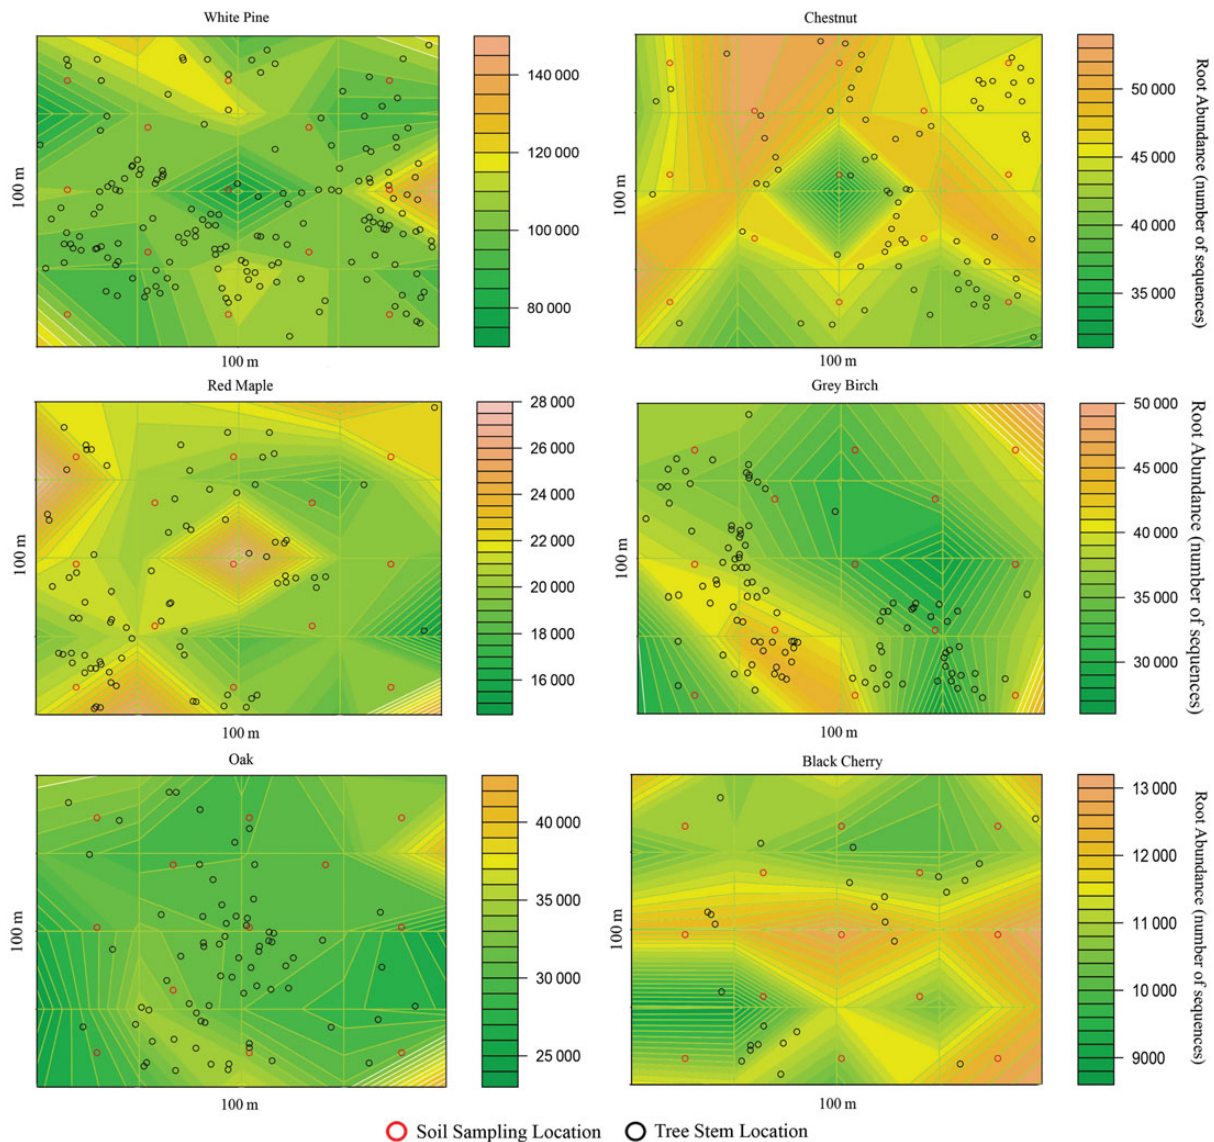 White Pine
100 m
100 m
140 000
120 000
100 000
80 000
Chestnut
100 m
100 m
50 000
45 000
40 000
35 000
Root Abundance (number of sequences)
Red Maple
100 m
100 m
28 000
26 000
24 000
22 000
20 000
18 000
16 000
Grey Birch
100 m
100 m
50 000
45 000
40 000
35 000
30 000
Root Abundance (number of sequences)
Oak
100 m
100 m
40 000
35 000
30 000
25 000
Black Cherry
100 m
100 m
13 000
12 000
11 000
10 000
9000
Root Abundance (number of sequences)
Soil Sampling Location
Tree Stem Location